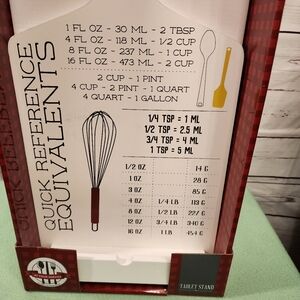 1 FL OZ - 30 ML - 2 TBSP
4 FL OZ - 118 ML - 1/2 CUP
8 FL OZ - 237 ML - 1 CUP
16 FL OZ - 473 ML - 2 CUP
2 CUP - 1 PINT
4 CUP - 2 PINT - 1 QUART
4 QUART - 1 GALLON
QUICK REFERENCE
EQUIVALENTS
1/4 TSP = 1 ML
1/2 TSP = 2.5 ML
3/4 TSP = 4 ML
1 TSP = 5 ML
1/2 OZ 14 G
1 OZ 28 G
3 OZ 85 G
4 OZ 1/4 LB 113 G
8 OZ 1/2 LB 227 G
12 OZ 3/4 LB 340 G
16 OZ 1 LB 454 G
TABLET STAND